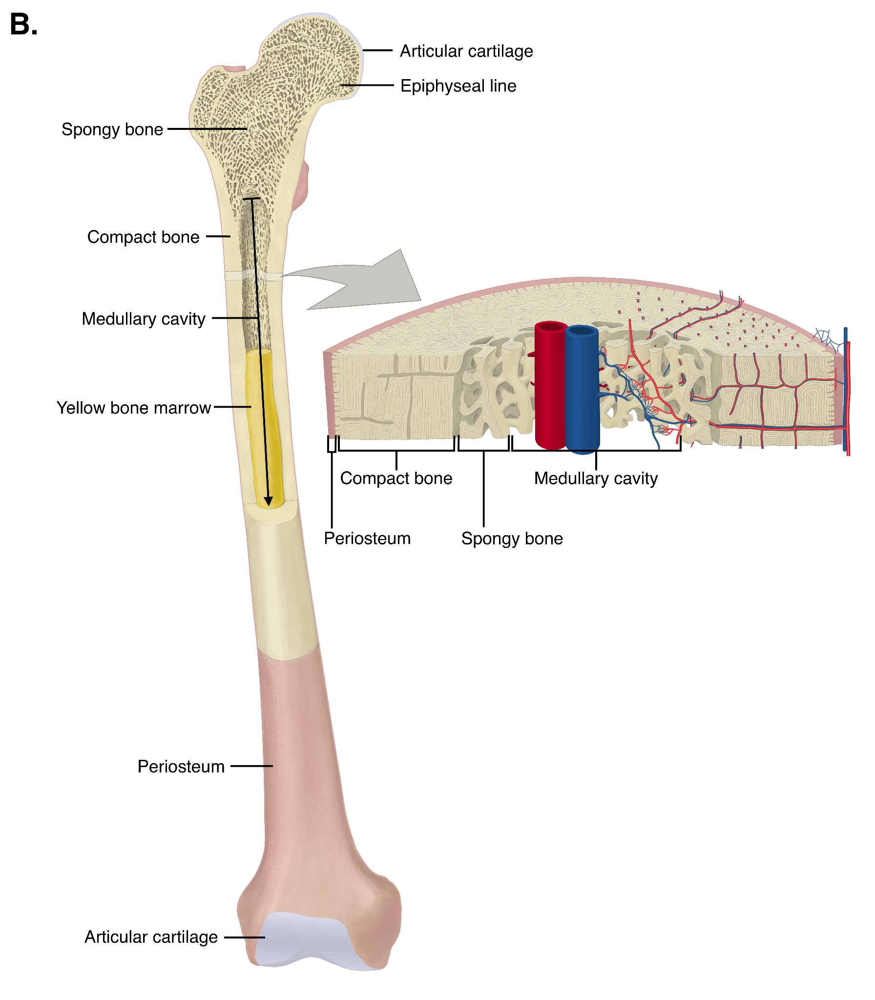 B.
Articular cartilage
Epiphyseal line
Spongy bone
Compact bone
Medullary cavity
Yellow bone marrow
Compact bone
Medullary cavity
Periosteum
Spongy bone
Periosteum
Articular cartilage